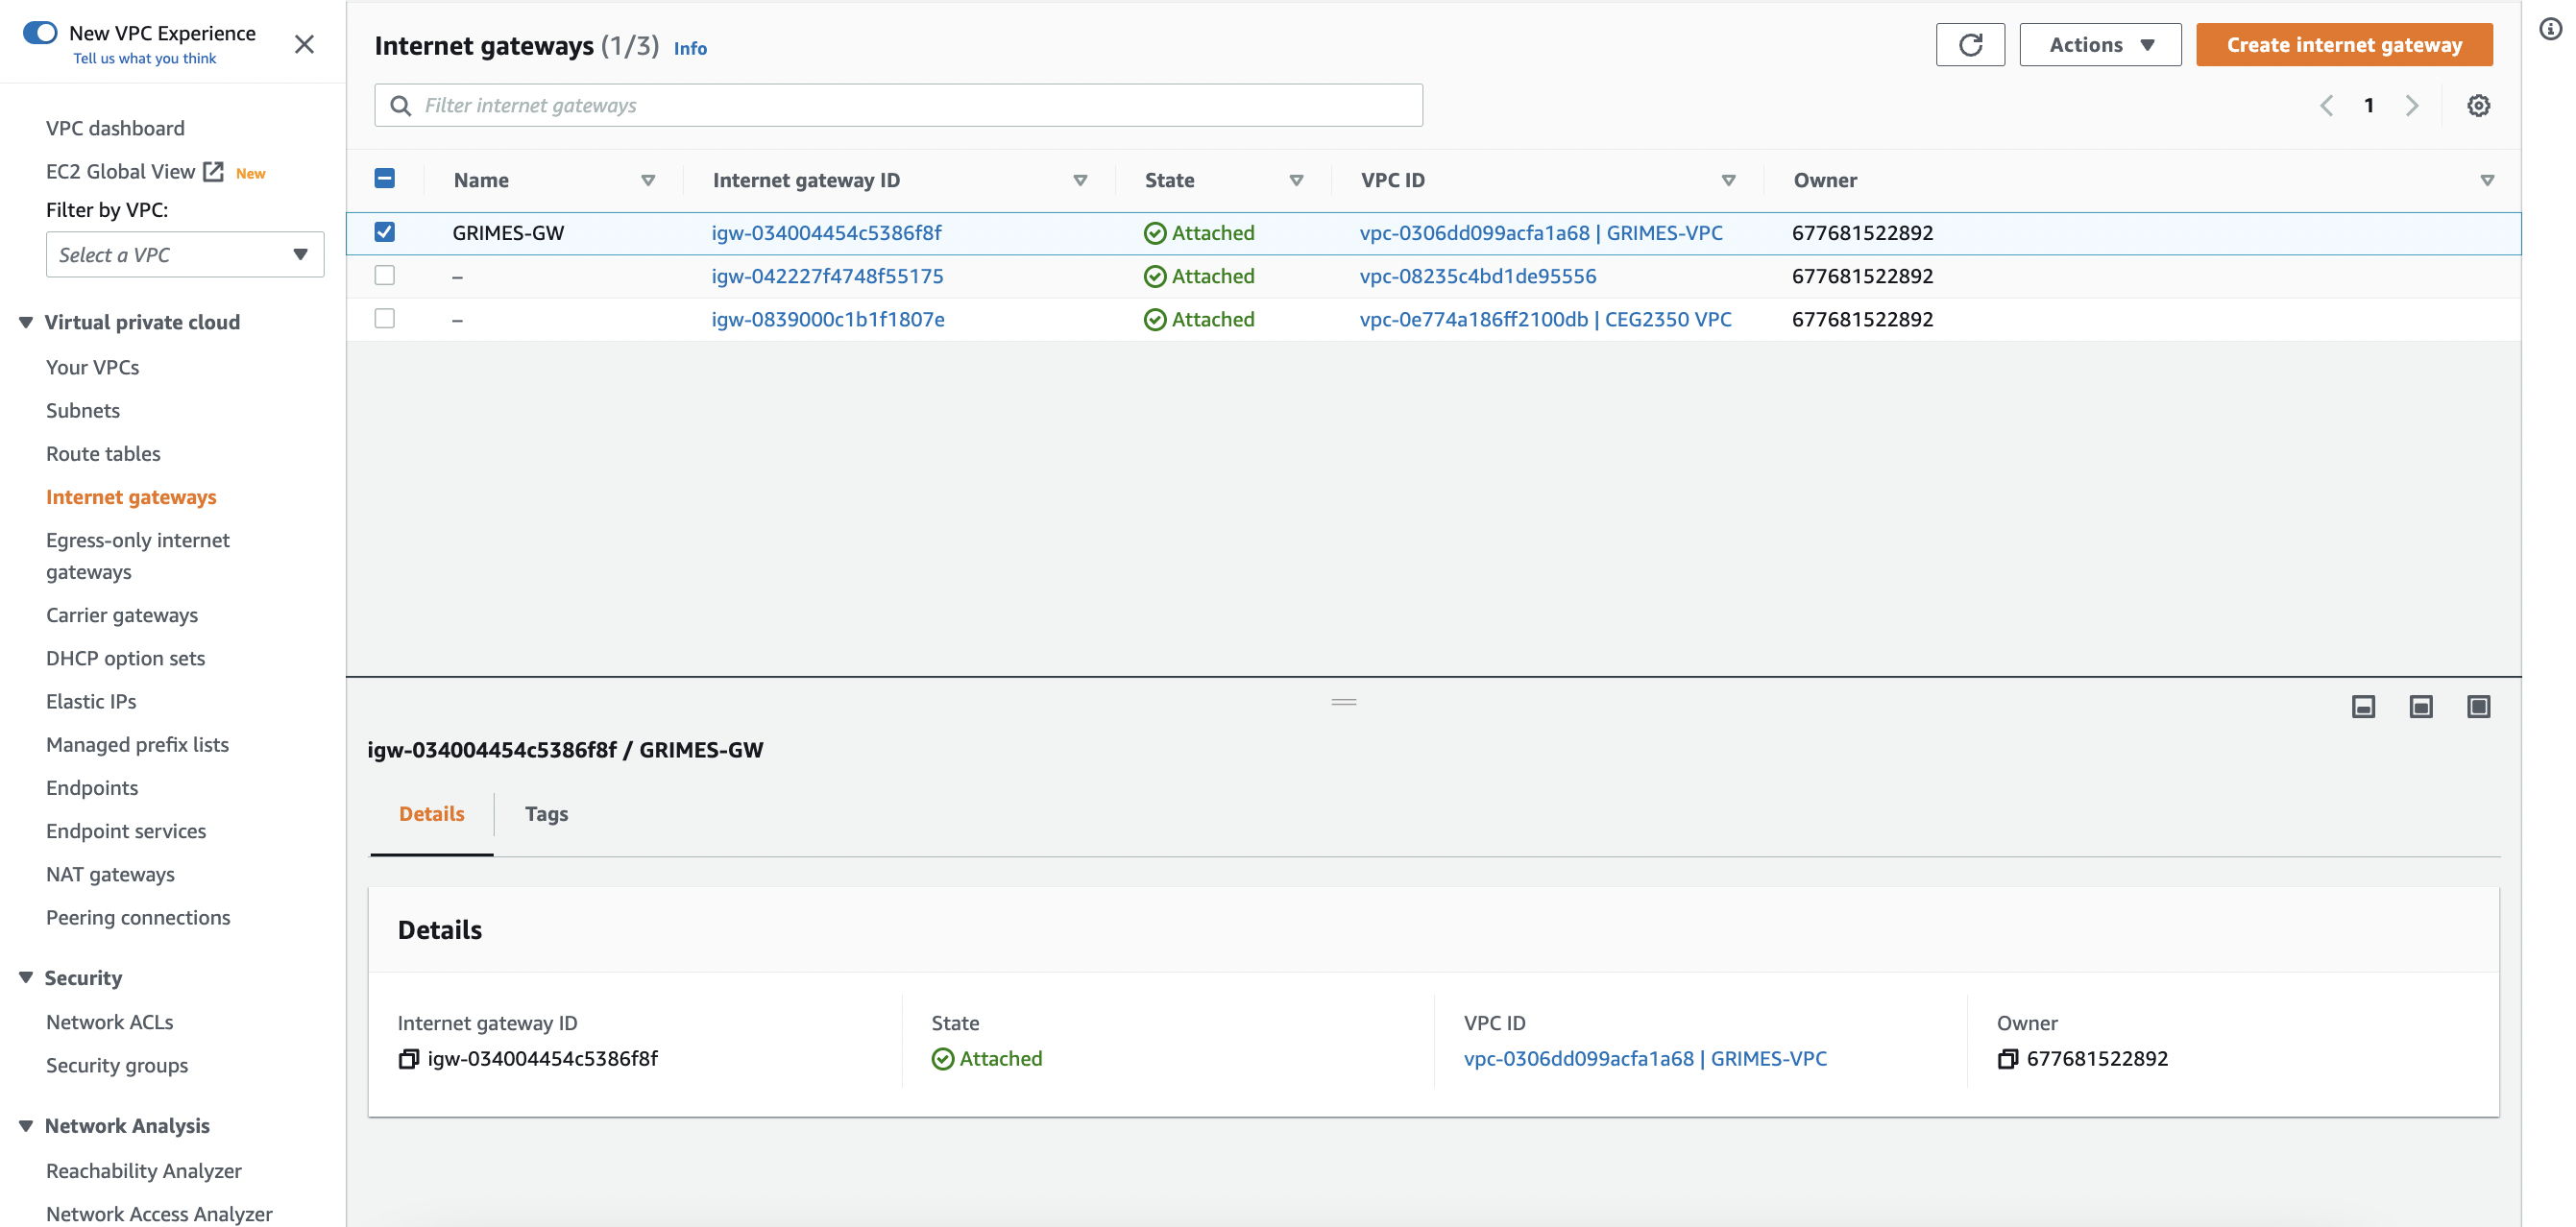 New VPC Experience
Tell us what you think
VPC dashboard
EC2 Global View New
Filter by VPC:
Select a VPC
Virtual private cloud
Your VPCs
Subnets
Route tables
Internet gateways
Egress-only internet
gateways
Carrier gateways
DHCP option sets
Elastic IPs
Managed prefix lists
Endpoints
Endpoint services
NAT gateways
Peering connections
Security
Network ACLs
Security groups
Network Analysis
Reachability Analyzer
Network Access Analyzer
Internet gateways (1/3) Info
Actions
Create internet gateway
Filter internet gateways
1
Name Internet gateway ID State VPC ID Owner
GRIMES-GW igw-034004454c5386f8f Attached vpc-0306dd099acfa1a68 | GRIMES-VPC 677681522892
– igw-042227f4748f55175 Attached vpc-08235c4bd1de95556 677681522892
– igw-0839000c1b1f1807e Attached vpc-0e774a186ff2100db | CEG2350 VPC 677681522892
igw-034004454c5386f8f / GRIMES-GW
Details Tags
Details
Internet gateway ID State VPC ID Owner
igw-034004454c5386f8f Attached vpc-0306dd099acfa1a68 | GRIMES-VPC 677681522892